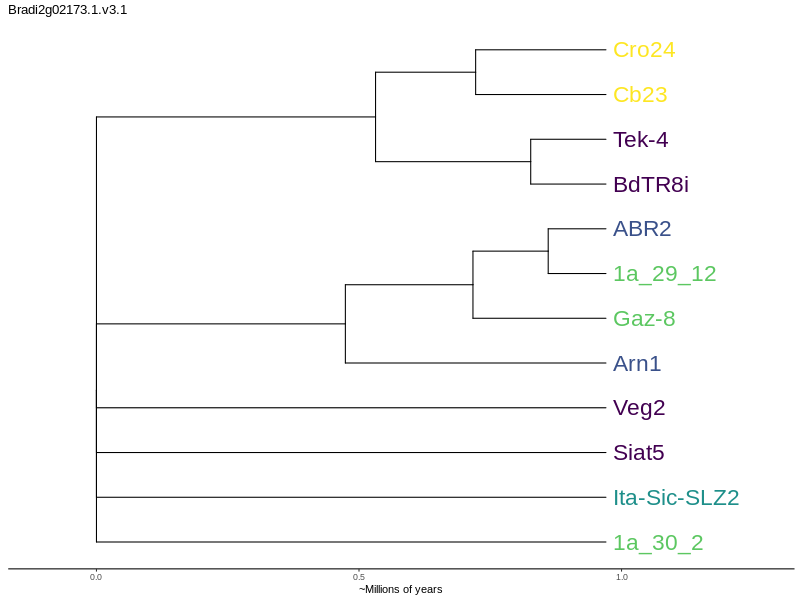 Bradi2g02173.1.v3.1
Cro24
Cb23
Tek-4
BdTR8i
ABR2
1a_29_12
Gaz-8
Arn1
Veg2
Siat5
Ita-Sic-SLZ2
1a_30_2
0.0 0.5 1.0
~Millions of years